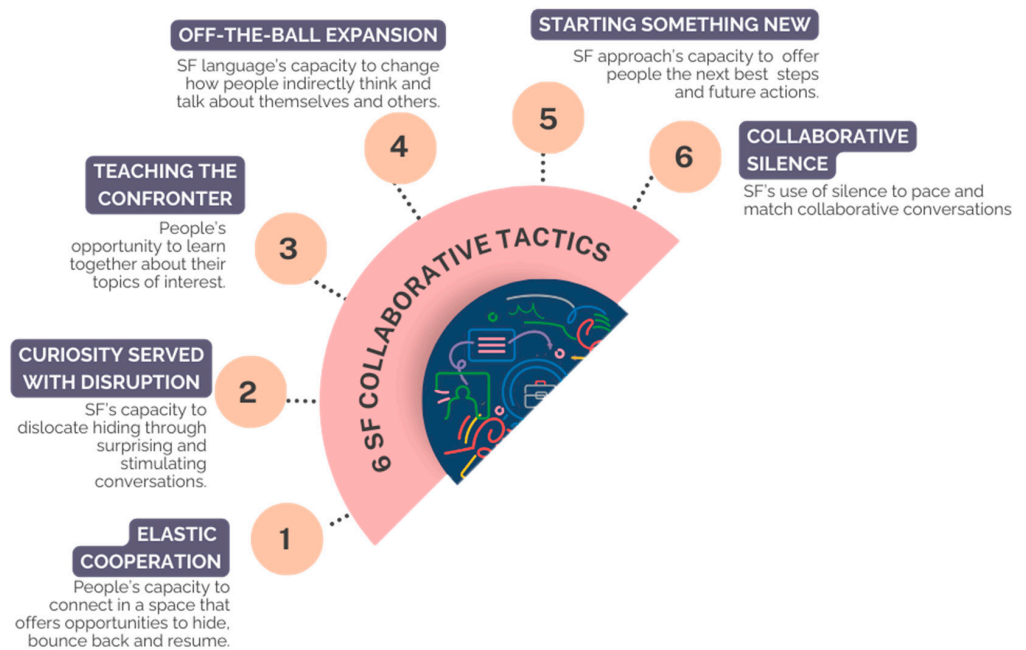 OFF-THE-BALL EXPANSION
SF language's capacity to change
how people indirectly think and
talk about themselves and others.
STARTING SOMETHING NEW
SF approach's capacity to offer
people the next best steps
and future actions.
4
5
6
COLLABORATIVE
SILENCE
SF's use of silence to pace and
match collaborative conversations
TEACHING THE
CONFRONTER
People's
opportunity to learn
together about their
topics of interest.
3
6 SF COLLABORATIVE TACTICS
CURIOSITY SERVED
WITH DISRUPTION
SF's capacity to
dislocate hiding through
surprising and
stimulating
conversations.
2
1
ELASTIC
COOPERATION
People's capacity to
connect in a space that
offers opportunities to hide,
bounce back and resume.